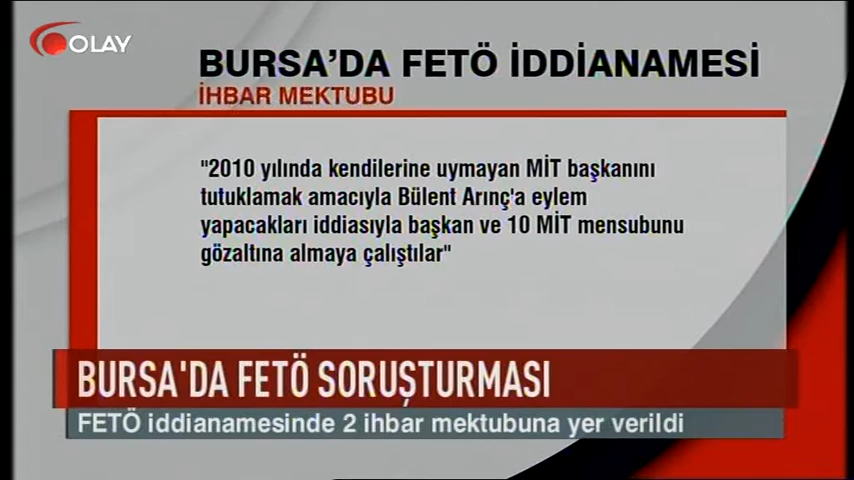 OLAY
BURSA'DA FETÖ İDDİANAMESİ
İHBAR MEKTUBU
"2010 yılında kendilerine uymayan MİT başkanını
tutuklamak amacıyla Bülent Arınç'a eylem
yapacakları iddiasıyla başkan ve 10 MİT mensubunu
gözaltına almaya çalıştılar"
BURSA'DA FETÖ SORUŞTURMASI
FETÖ iddianamesinde 2 ihbar mektubuna yer verildi